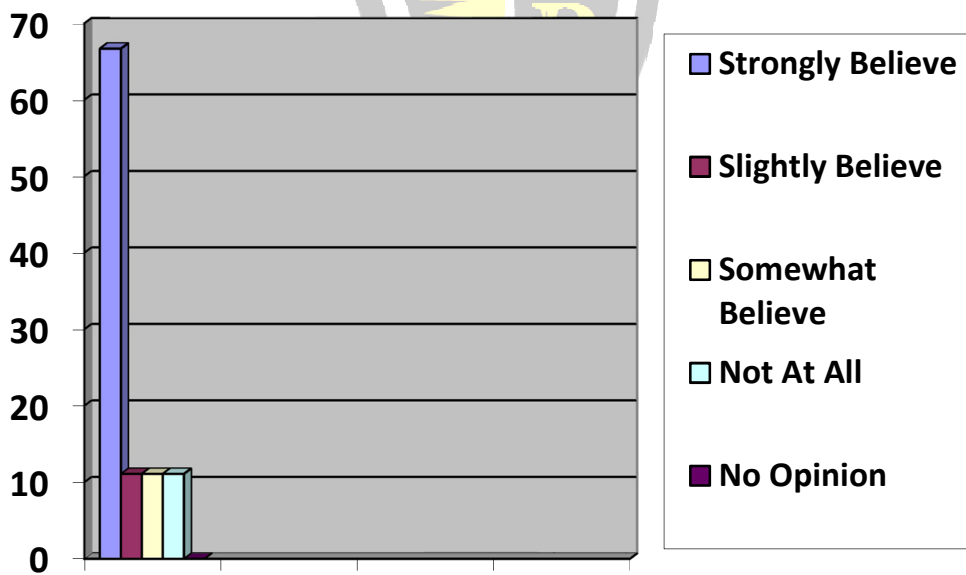 70
60
50
40
30
20
10
0
Strongly Believe
Slightly Believe
Somewhat
Believe
Not At All
No Opinion